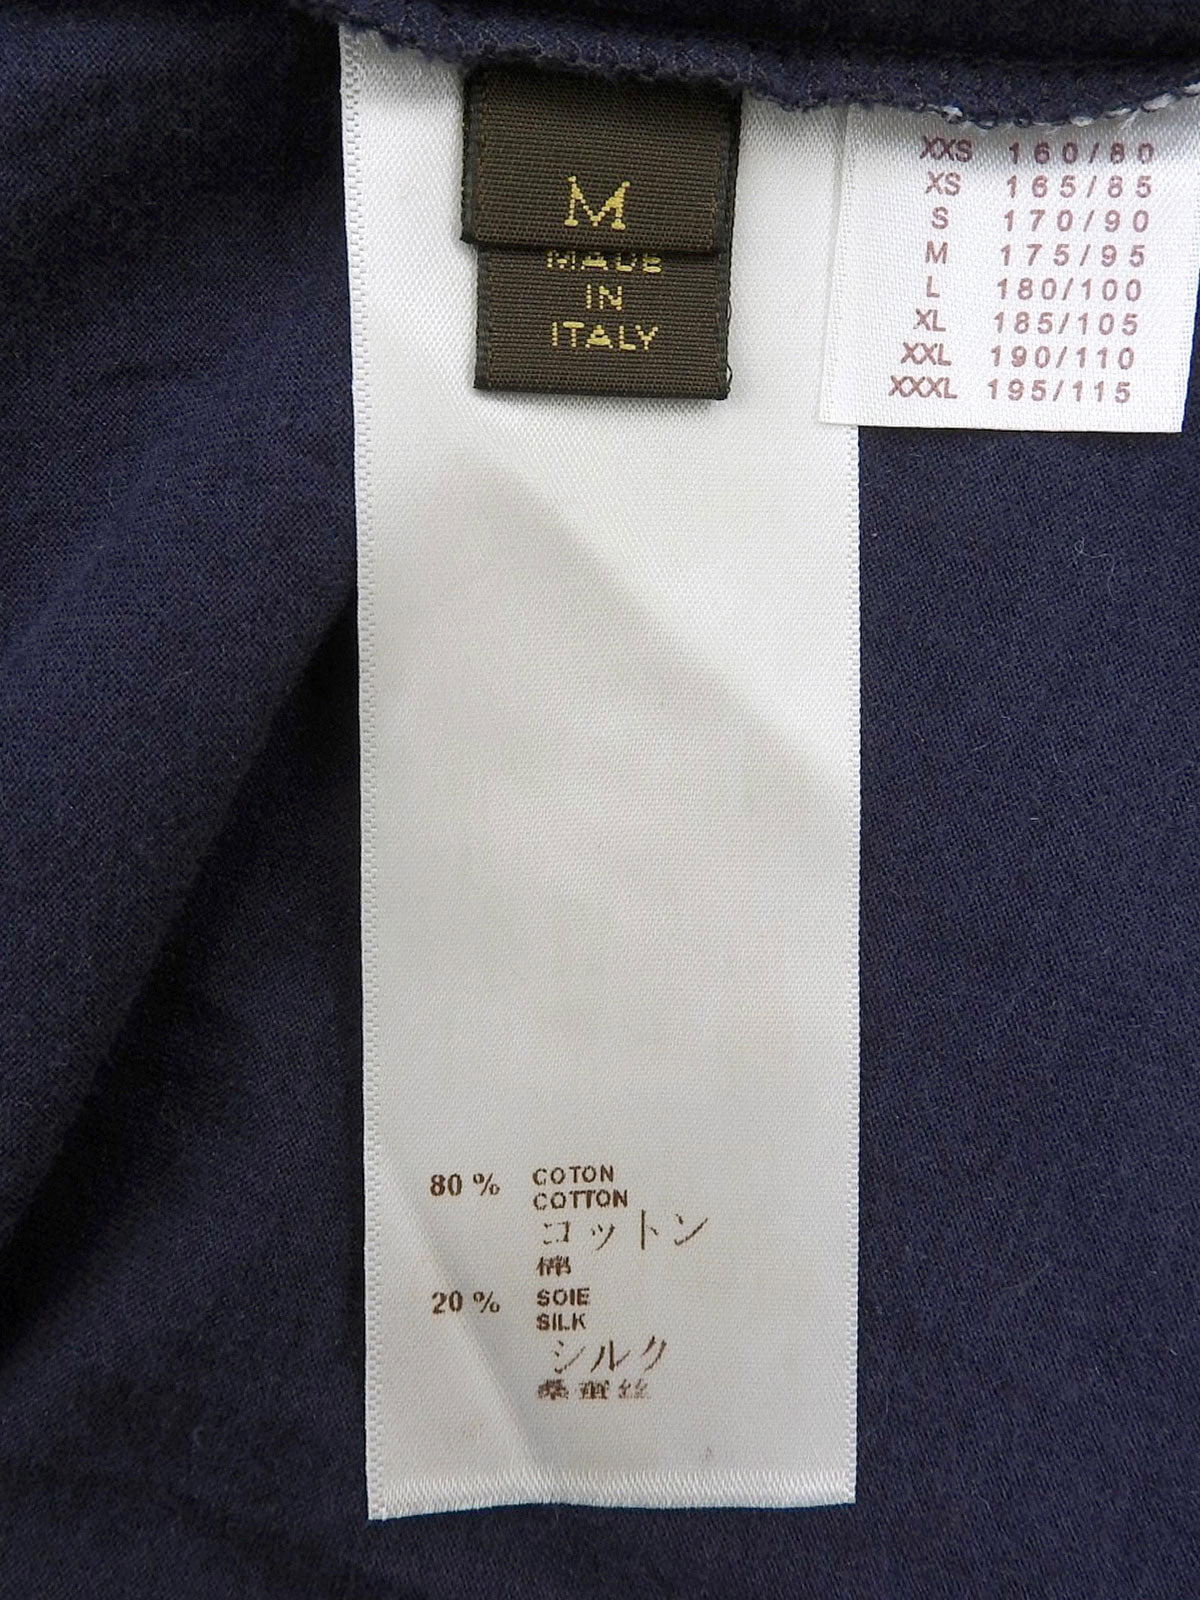 M
MADE
IN
ITALY
XXS 160/80
XS 165/85
S 170/90
M 175/95
L 180/100
XL 185/105
XXL 190/110
XXXL 195/115
80 % COTON
COTTON
コットン
棉
20 % SOIE
SILK
シルク
桑蚕丝